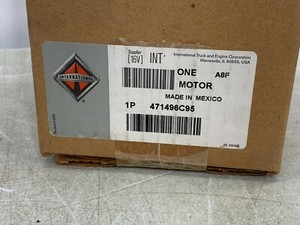 Supplier
[16V] INT'
International Truck and Engine Corporation
Warrenville, IL 60555, USA
INTERNATIONAL
ONE A8F
MOTOR
MADE IN MEXICO
1P 471496C95